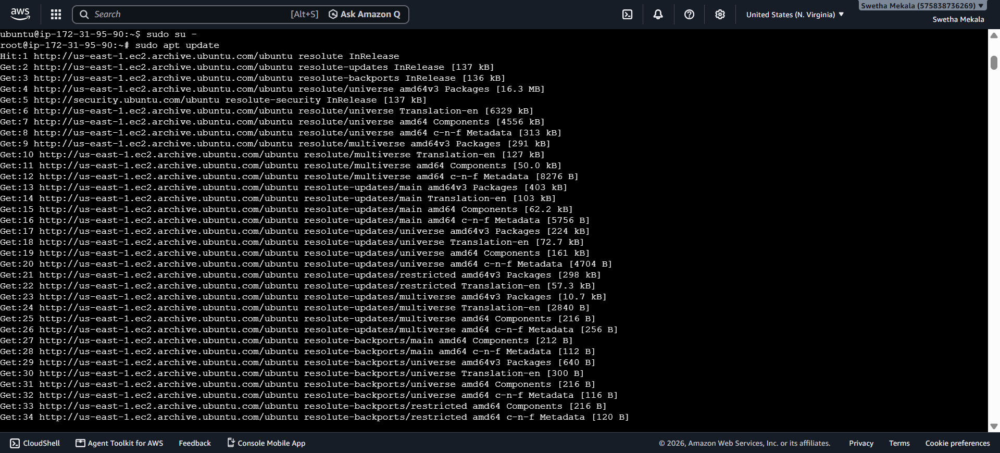 aws
Search [Alt+S] Ask Amazon Q
United States (N. Virginia) ▼
Swetha Mekala (575838736269) ▼
Swetha Mekala
ubuntu@ip-172-31-95-90:~$ sudo su -
root@ip-172-31-95-90:~# sudo apt update
Hit:1 http://us-east-1.ec2.archive.ubuntu.com/ubuntu resolute InRelease
Get:2 http://us-east-1.ec2.archive.ubuntu.com/ubuntu resolute-updates InRelease [137 kB]
Get:3 http://us-east-1.ec2.archive.ubuntu.com/ubuntu resolute-backports InRelease [136 kB]
Get:4 http://us-east-1.ec2.archive.ubuntu.com/ubuntu resolute/universe amd64v3 Packages [16.3 MB]
Get:5 http://security.ubuntu.com/ubuntu resolute-security InRelease [137 kB]
Get:6 http://us-east-1.ec2.archive.ubuntu.com/ubuntu resolute/universe Translation-en [6329 kB]
Get:7 http://us-east-1.ec2.archive.ubuntu.com/ubuntu resolute/universe amd64 Components [4556 kB]
Get:8 http://us-east-1.ec2.archive.ubuntu.com/ubuntu resolute/universe amd64 c-n-f Metadata [313 kB]
Get:9 http://us-east-1.ec2.archive.ubuntu.com/ubuntu resolute/multiverse amd64v3 Packages [291 kB]
Get:10 http://us-east-1.ec2.archive.ubuntu.com/ubuntu resolute/multiverse Translation-en [127 kB]
Get:11 http://us-east-1.ec2.archive.ubuntu.com/ubuntu resolute/multiverse amd64 Components [50.0 kB]
Get:12 http://us-east-1.ec2.archive.ubuntu.com/ubuntu resolute/multiverse amd64 c-n-f Metadata [8276 B]
Get:13 http://us-east-1.ec2.archive.ubuntu.com/ubuntu resolute-updates/main amd64v3 Packages [403 kB]
Get:14 http://us-east-1.ec2.archive.ubuntu.com/ubuntu resolute-updates/main Translation-en [103 kB]
Get:15 http://us-east-1.ec2.archive.ubuntu.com/ubuntu resolute-updates/main amd64 Components [62.2 kB]
Get:16 http://us-east-1.ec2.archive.ubuntu.com/ubuntu resolute-updates/main amd64 c-n-f Metadata [5756 B]
Get:17 http://us-east-1.ec2.archive.ubuntu.com/ubuntu resolute-updates/universe amd64v3 Packages [224 kB]
Get:18 http://us-east-1.ec2.archive.ubuntu.com/ubuntu resolute-updates/universe Translation-en [72.7 kB]
Get:19 http://us-east-1.ec2.archive.ubuntu.com/ubuntu resolute-updates/universe amd64 Components [161 kB]
Get:20 http://us-east-1.ec2.archive.ubuntu.com/ubuntu resolute-updates/universe amd64 c-n-f Metadata [4704 B]
Get:21 http://us-east-1.ec2.archive.ubuntu.com/ubuntu resolute-updates/restricted amd64v3 Packages [298 kB]
Get:22 http://us-east-1.ec2.archive.ubuntu.com/ubuntu resolute-updates/restricted Translation-en [57.3 kB]
Get:23 http://us-east-1.ec2.archive.ubuntu.com/ubuntu resolute-updates/multiverse amd64v3 Packages [10.7 kB]
Get:24 http://us-east-1.ec2.archive.ubuntu.com/ubuntu resolute-updates/multiverse Translation-en [2840 B]
Get:25 http://us-east-1.ec2.archive.ubuntu.com/ubuntu resolute-updates/multiverse amd64 Components [216 B]
Get:26 http://us-east-1.ec2.archive.ubuntu.com/ubuntu resolute-updates/multiverse amd64 c-n-f Metadata [256 B]
Get:27 http://us-east-1.ec2.archive.ubuntu.com/ubuntu resolute-backports/main amd64 Components [212 B]
Get:28 http://us-east-1.ec2.archive.ubuntu.com/ubuntu resolute-backports/main amd64 c-n-f Metadata [112 B]
Get:29 http://us-east-1.ec2.archive.ubuntu.com/ubuntu resolute-backports/universe amd64v3 Packages [640 B]
Get:30 http://us-east-1.ec2.archive.ubuntu.com/ubuntu resolute-backports/universe Translation-en [300 B]
Get:31 http://us-east-1.ec2.archive.ubuntu.com/ubuntu resolute-backports/universe amd64 Components [216 B]
Get:32 http://us-east-1.ec2.archive.ubuntu.com/ubuntu resolute-backports/universe amd64 c-n-f Metadata [116 B]
Get:33 http://us-east-1.ec2.archive.ubuntu.com/ubuntu resolute-backports/restricted amd64 Components [216 B]
Get:34 http://us-east-1.ec2.archive.ubuntu.com/ubuntu resolute-backports/restricted amd64 c-n-f Metadata [120 B]
CloudShell Agent Toolkit for AWS Feedback Console Mobile App © 2026, Amazon Web Services, Inc. or its affiliates. Privacy Terms Cookie preferences